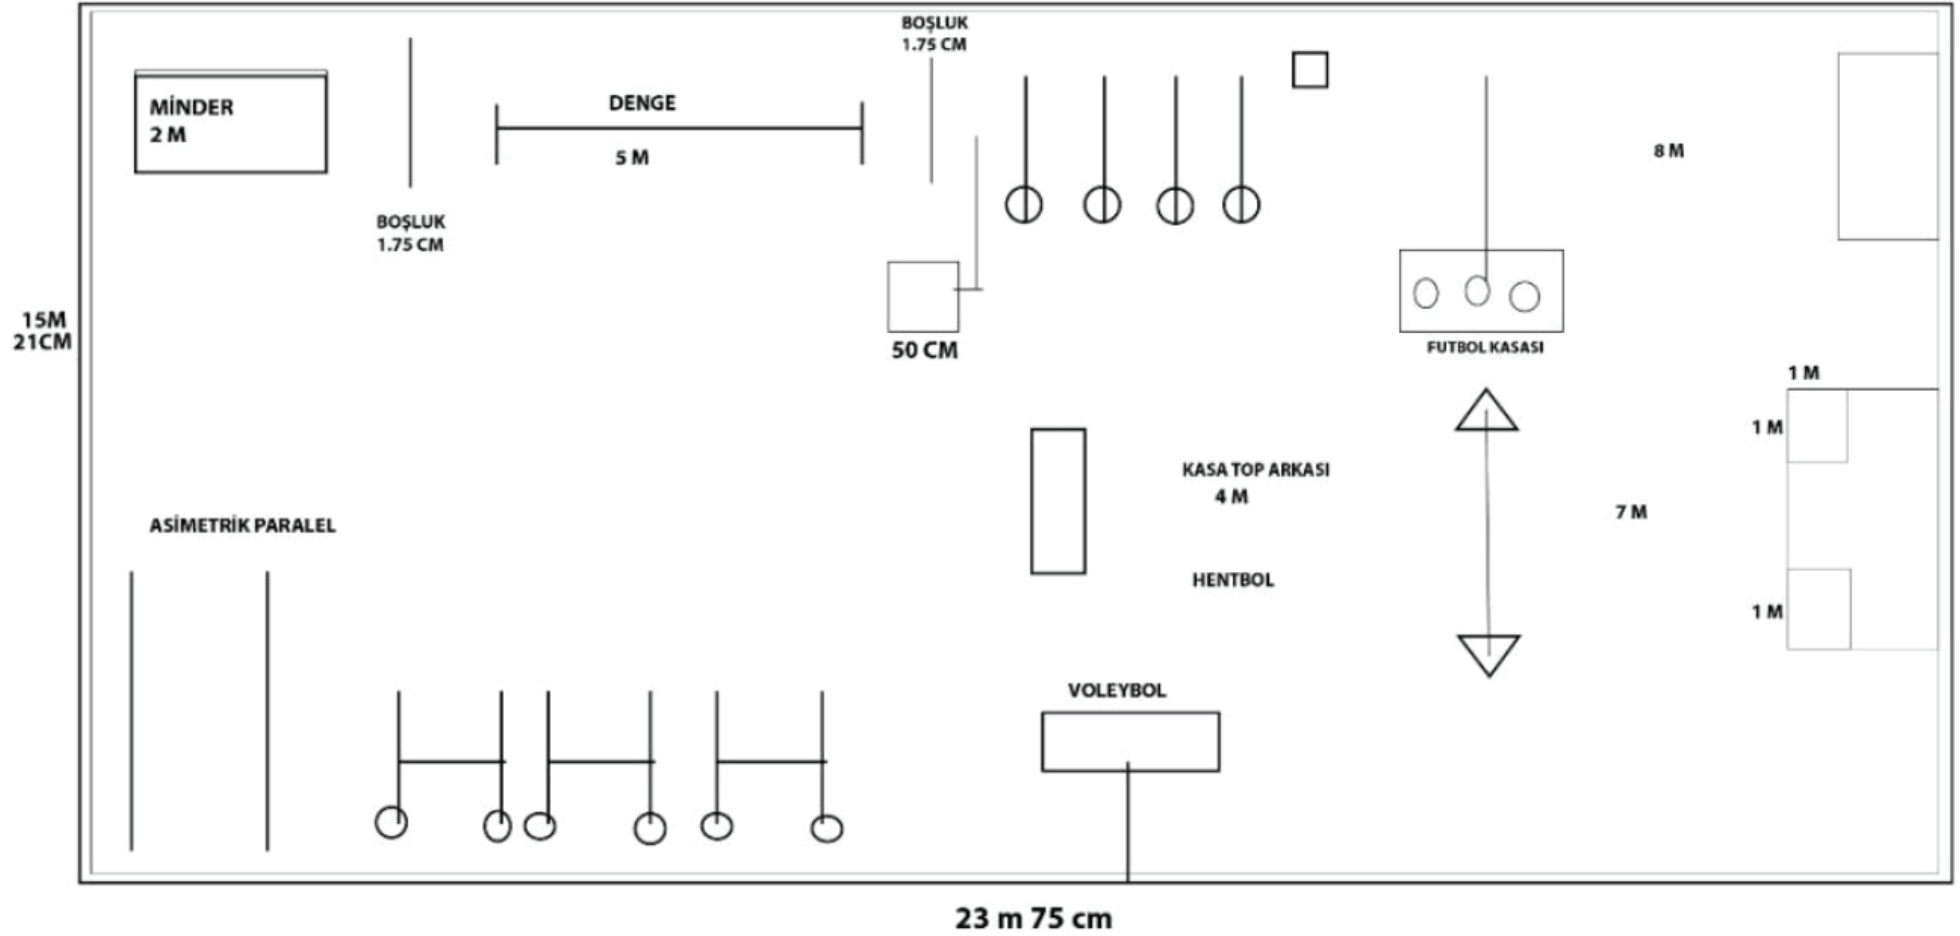 BOŞLUK
1.75 CM
MİNDER
2 M
DENGE
5 M
8 M
BOŞLUK
1.75 CM
15M
21CM
50 CM
FUTBOL KASASI
1 M
1 M
KASA TOP ARKASI
4 M
7 M
ASİMETRİK PARALEL
HENTBOL
1 M
VOLEYBOL
23 m 75 cm